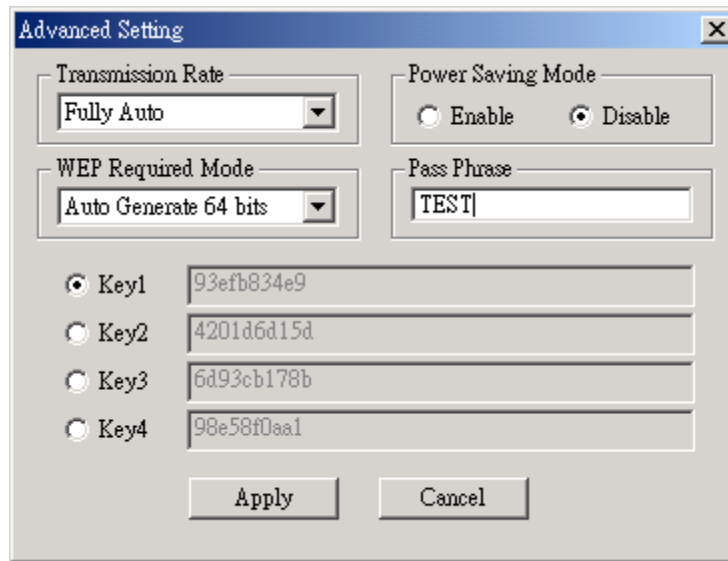 Advanced Setting
Transmission Rate
Power Saving Mode
Fully Auto
Enable
Disable
WEP Required Mode
Pass Phrase
Auto Generate 64 bits
TEST
Key1 93efb834e9
Key2 4201d6d15d
Key3 6d93cb178b
Key4 98e58f0aa1
Apply
Cancel